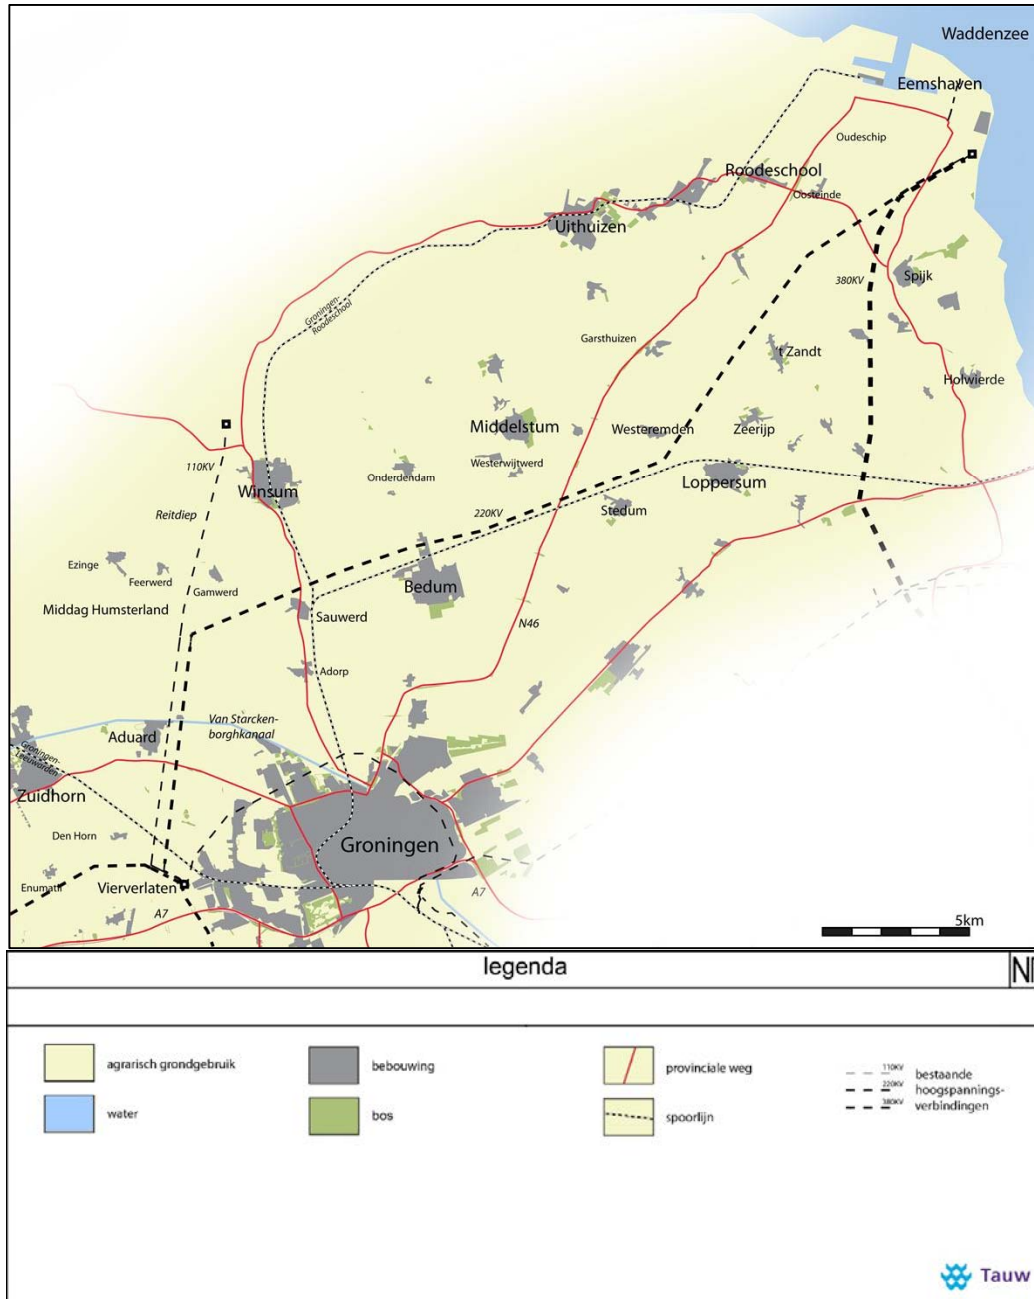 Waddenzee
Eemshaven
Oudeschip
Roodeschool
Oosteinde
Uithuizen
Spijk
380KV
Groningen-
Roodeschool
Garsthuizen
't Zandt
Holwierde
Middelstum
Westeremden
Zeerijp
Westerwijtwerd
110KV
Onderdendam
Loppersum
Winsum
Reitdiep
220KV
Stedum
Ezinge
Feerwerd
Gamwerd
Bedum
Middag Humsterland
Sauwerd
N46
Adorp
Van Starcken-
borghkanaal
Aduard
Groningen-
Leeuwarden
Zuidhorn
Den Horn
Groningen
Enumatil
Vierverlaten
A7
A7
5km
legenda
agrarisch grondgebruik
bebouwing
provinciale weg
110KV bestaande
220KV hoogspannings-
380KV verbindingen
water
bos
spoorlijn
Tauw